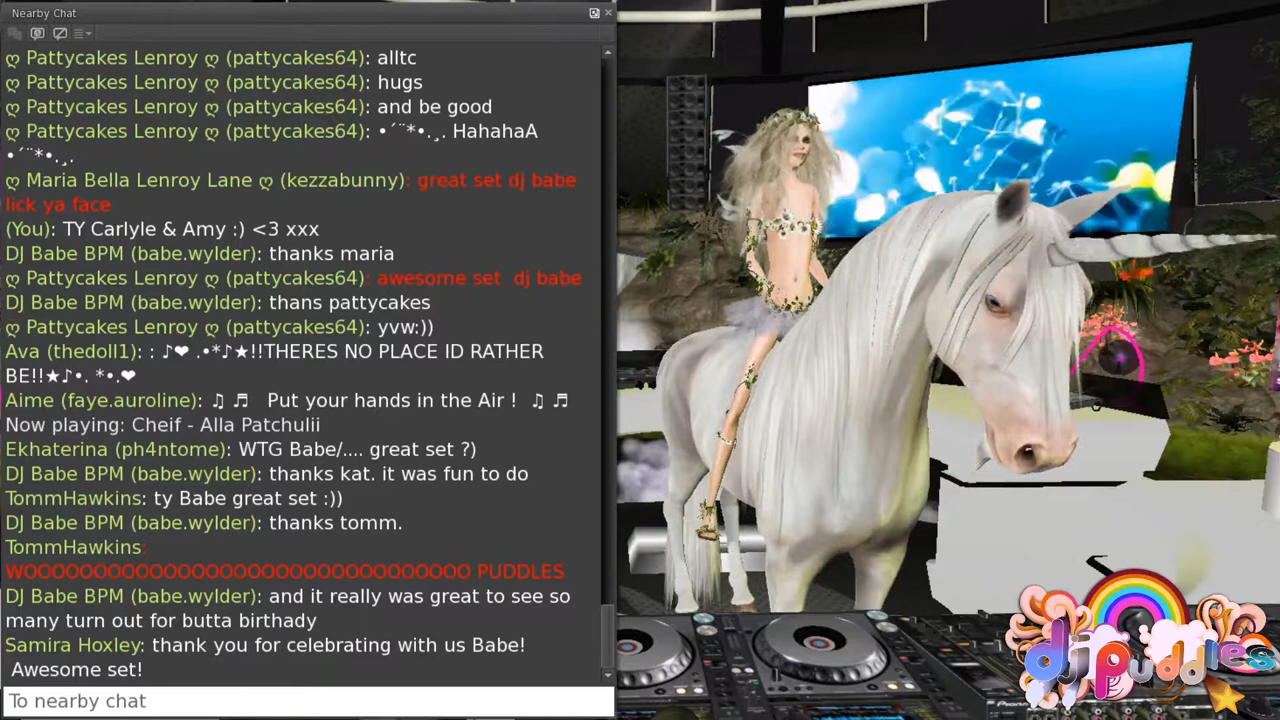 Nearby Chat
ღ Pattycakes Lenroy ღ (pattycakes64): alltc
ღ Pattycakes Lenroy ღ (pattycakes64): hugs
ღ Pattycakes Lenroy ღ (pattycakes64): and be good
ღ Pattycakes Lenroy ღ (pattycakes64): •´¨*•.¸. HahahaA
•´¨*•.¸.
ღ Maria Bella Lenroy Lane ღ (kezzabunny): great set dj babe
lick ya face
(You): TY Carlyle & Amy :) <3 xxx
DJ Babe BPM (babe.wylder): thanks maria
ღ Pattycakes Lenroy ღ (pattycakes64): awesome set  dj babe
DJ Babe BPM (babe.wylder): thans pattycakes
ღ Pattycakes Lenroy ღ (pattycakes64): yvw:))
Ava (thedoll1): : ♪❤ .•*♪★!!THERES NO PLACE ID RATHER
BE!!★♪•. *•.❤
Aime (faye.auroline): ♫ ♬   Put your hands in the Air !  ♫ ♬
Now playing: Cheif - Alla Patchulii
Ekhaterina (ph4ntome): WTG Babe/.... great set ?)
DJ Babe BPM (babe.wylder): thanks kat. it was fun to do
TommHawkins: ty Babe great set :))
DJ Babe BPM (babe.wylder): thanks tomm.
TommHawkins:
WOOOOOOOOOOOOOOOOOOOOOOOOOOOOOOOO PUDDLES
DJ Babe BPM (babe.wylder): and it really was great to see so
many turn out for butta birthady
Samira Hoxley: thank you for celebrating with us Babe!
Awesome set!
To nearby chat
dj Puddles